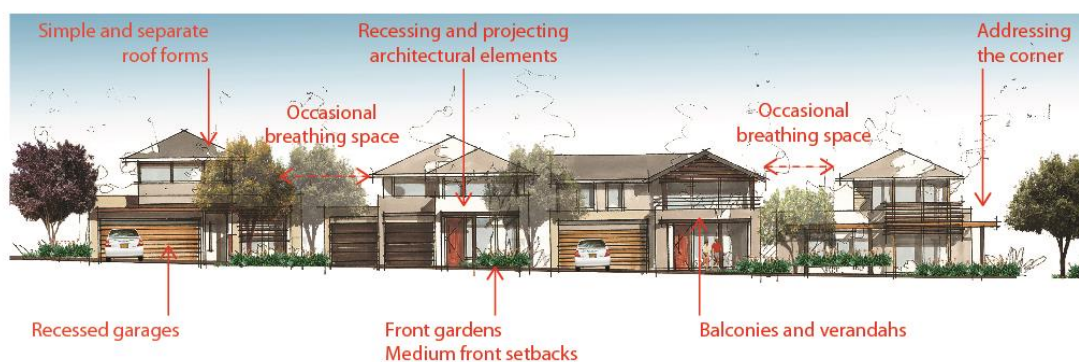 Simple and separate
roof forms
Recessing and projecting
architectural elements
Addressing
the corner
Occasional
breathing space
Occasional
breathing space
Recessed garages
Front gardens
Medium front setbacks
Balconies and verandahs